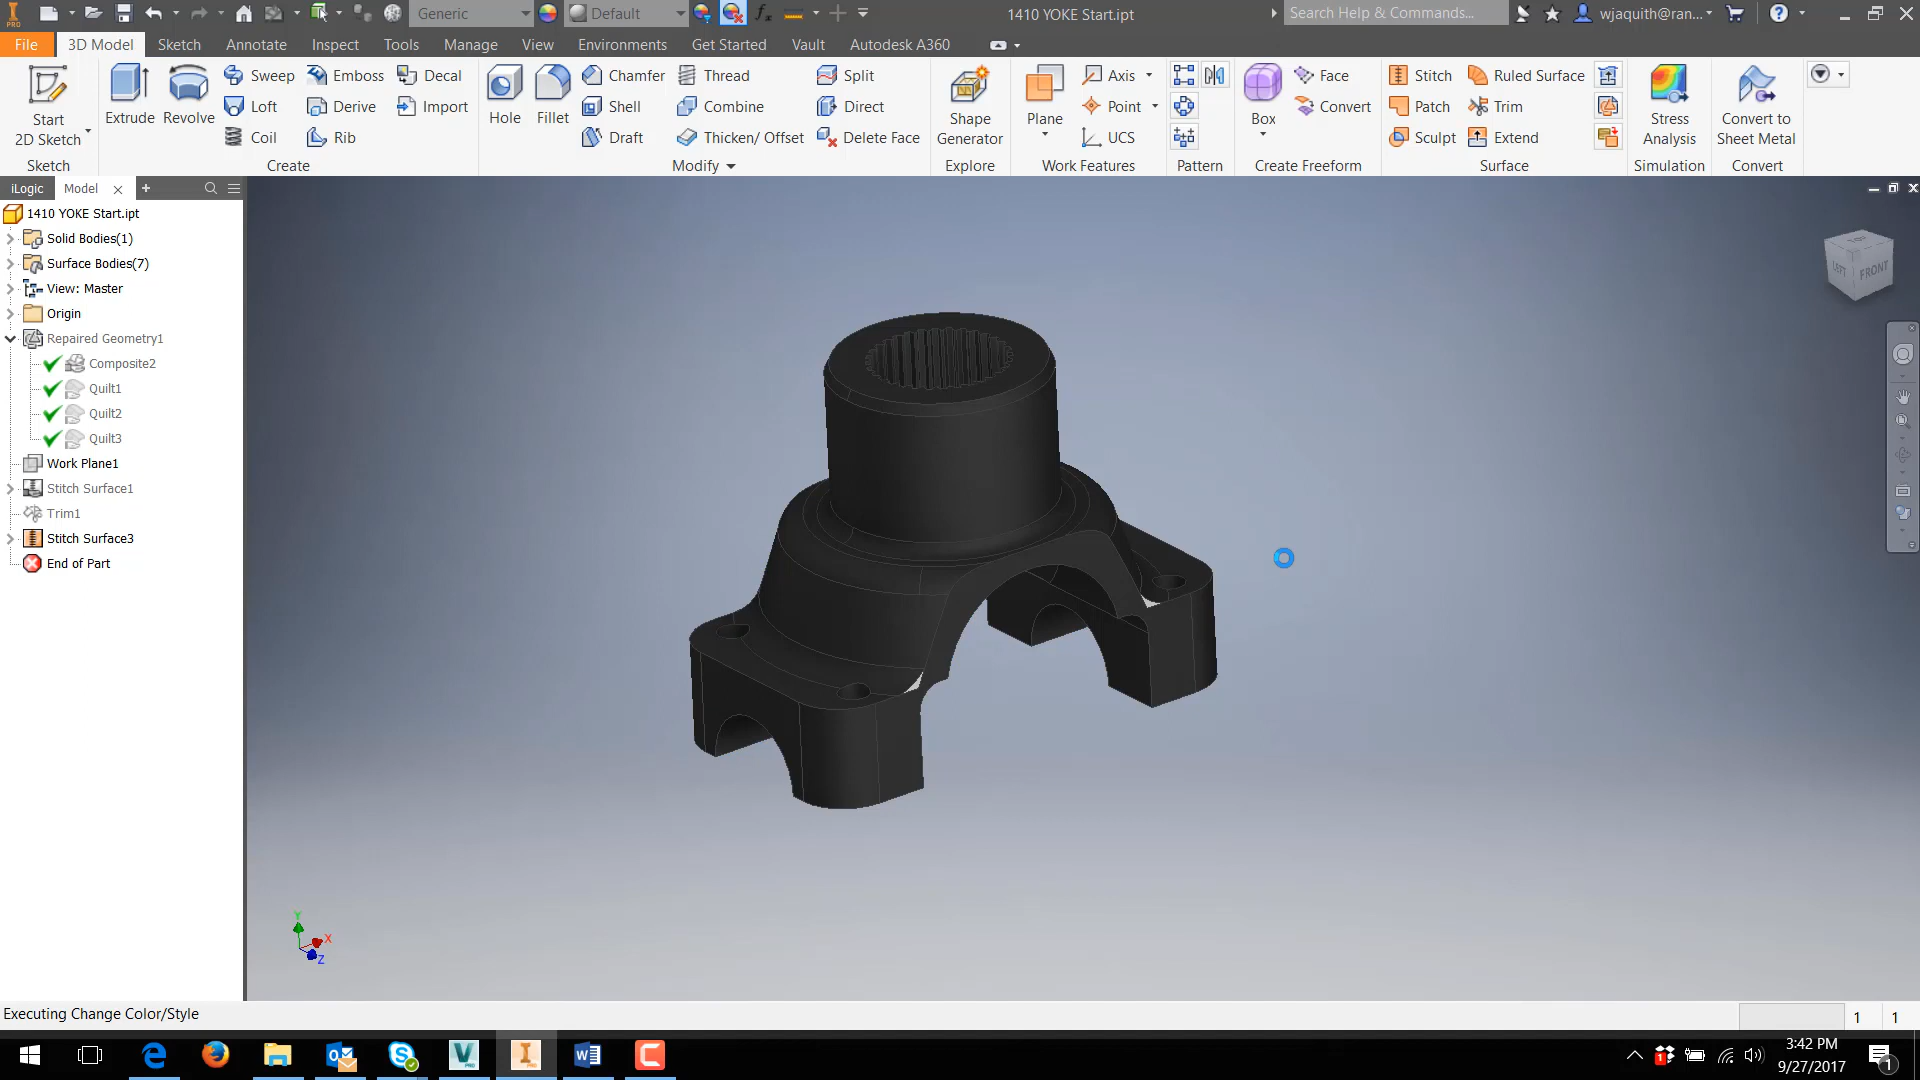 PRO
Generic
Default
fx
1410 YOKE Start.ipt
Search Help & Commands...
wjaquith@ran...
?
File
3D Model
Sketch
Annotate
Inspect
Tools
Manage
View
Environments
Get Started
Vault
Autodesk A360
Start
2D Sketch
Sketch
Extrude
Revolve
Sweep
Emboss
Decal
Loft
Derive
Import
Coil
Rib
Create
Hole
Fillet
Chamfer
Thread
Split
Shell
Combine
Direct
Draft
Thicken/ Offset
Delete Face
Modify
Shape
Generator
Explore
Plane
Axis
Point
UCS
Work Features
Pattern
Box
Face
Convert
Create Freeform
Stitch
Ruled Surface
Patch
Trim
Sculpt
Extend
Surface
Stress
Analysis
Simulation
Convert to
Sheet Metal
Convert
iLogic
Model
1410 YOKE Start.ipt
Solid Bodies(1)
Surface Bodies(7)
View: Master
Origin
Repaired Geometry1
Composite2
Quilt1
Quilt2
Quilt3
Work Plane1
Stitch Surface1
Trim1
Stitch Surface3
End of Part
LEFT
FRONT
Y
X
Z
Executing Change Color/Style
1
1
3:42 PM
9/27/2017
1